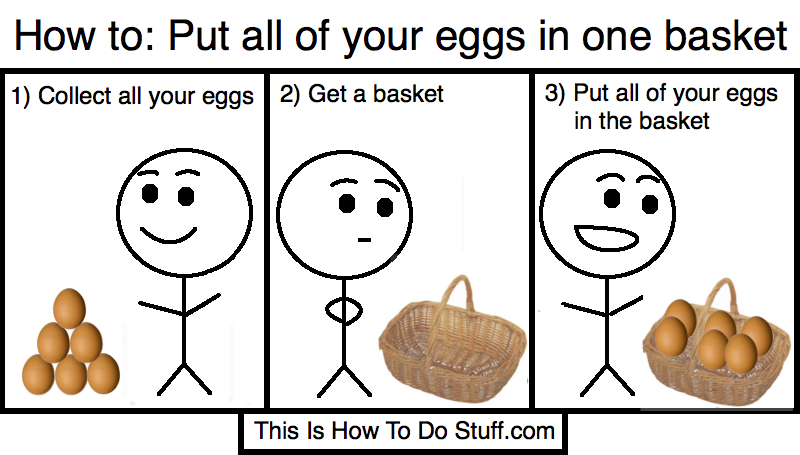 How to: Put all of your eggs in one basket
1) Collect all your eggs
2) Get a basket
3) Put all of your eggs
in the basket
This Is How To Do Stuff.com